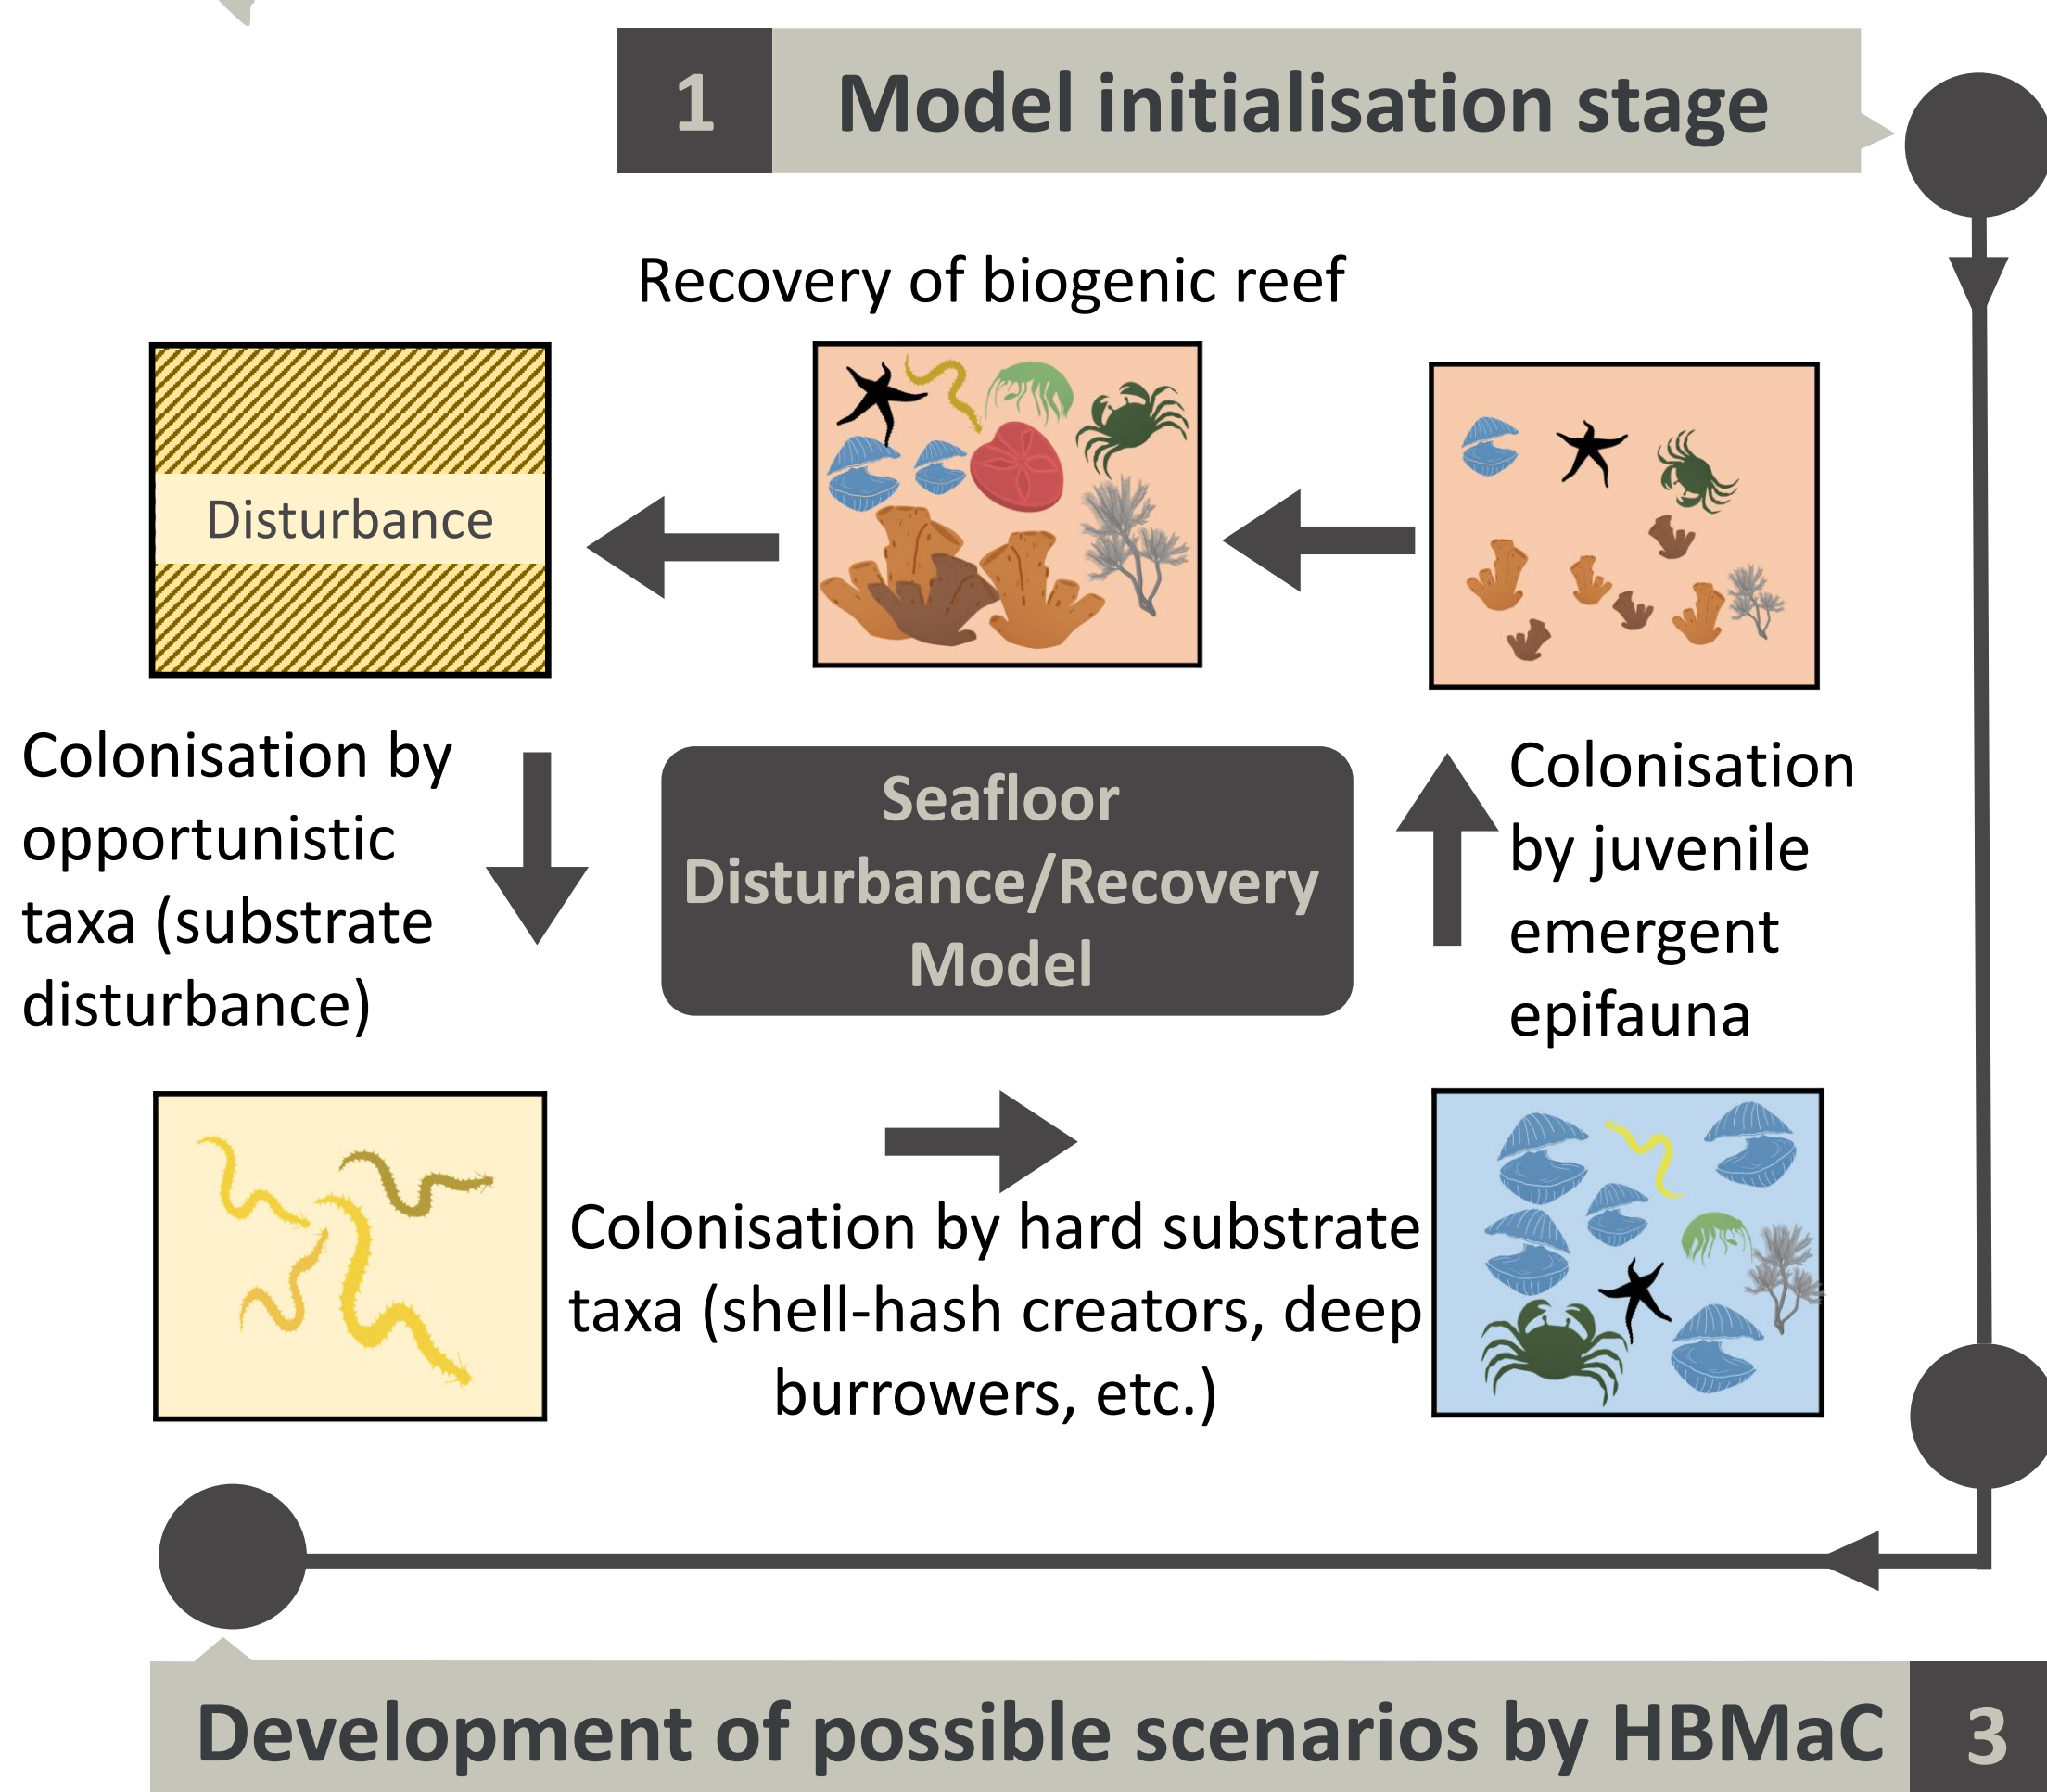 1 Model initialisation stage
Recovery of biogenic reef
Disturbance
Colonisation by
opportunistic
taxa (substrate
disturbance)
Seafloor
Disturbance/Recovery
Model
Colonisation
by juvenile
emergent
epifauna
Colonisation by hard substrate
taxa (shell-hash creators, deep
burrowers, etc.)
Development of possible scenarios by HBMaC 3